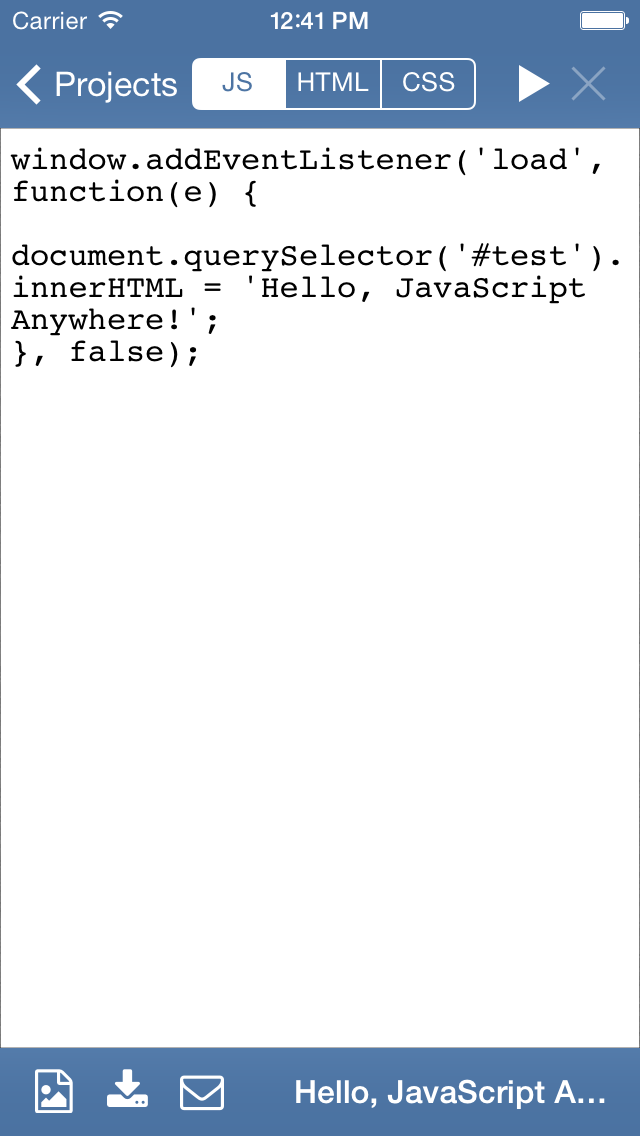 Carrier 12:41 PM
Projects JS HTML CSS
window.addEventListener('load',
function(e) {
document.querySelector('#test').
innerHTML = 'Hello, JavaScript
Anywhere!';
}, false);
Hello, JavaScript A...